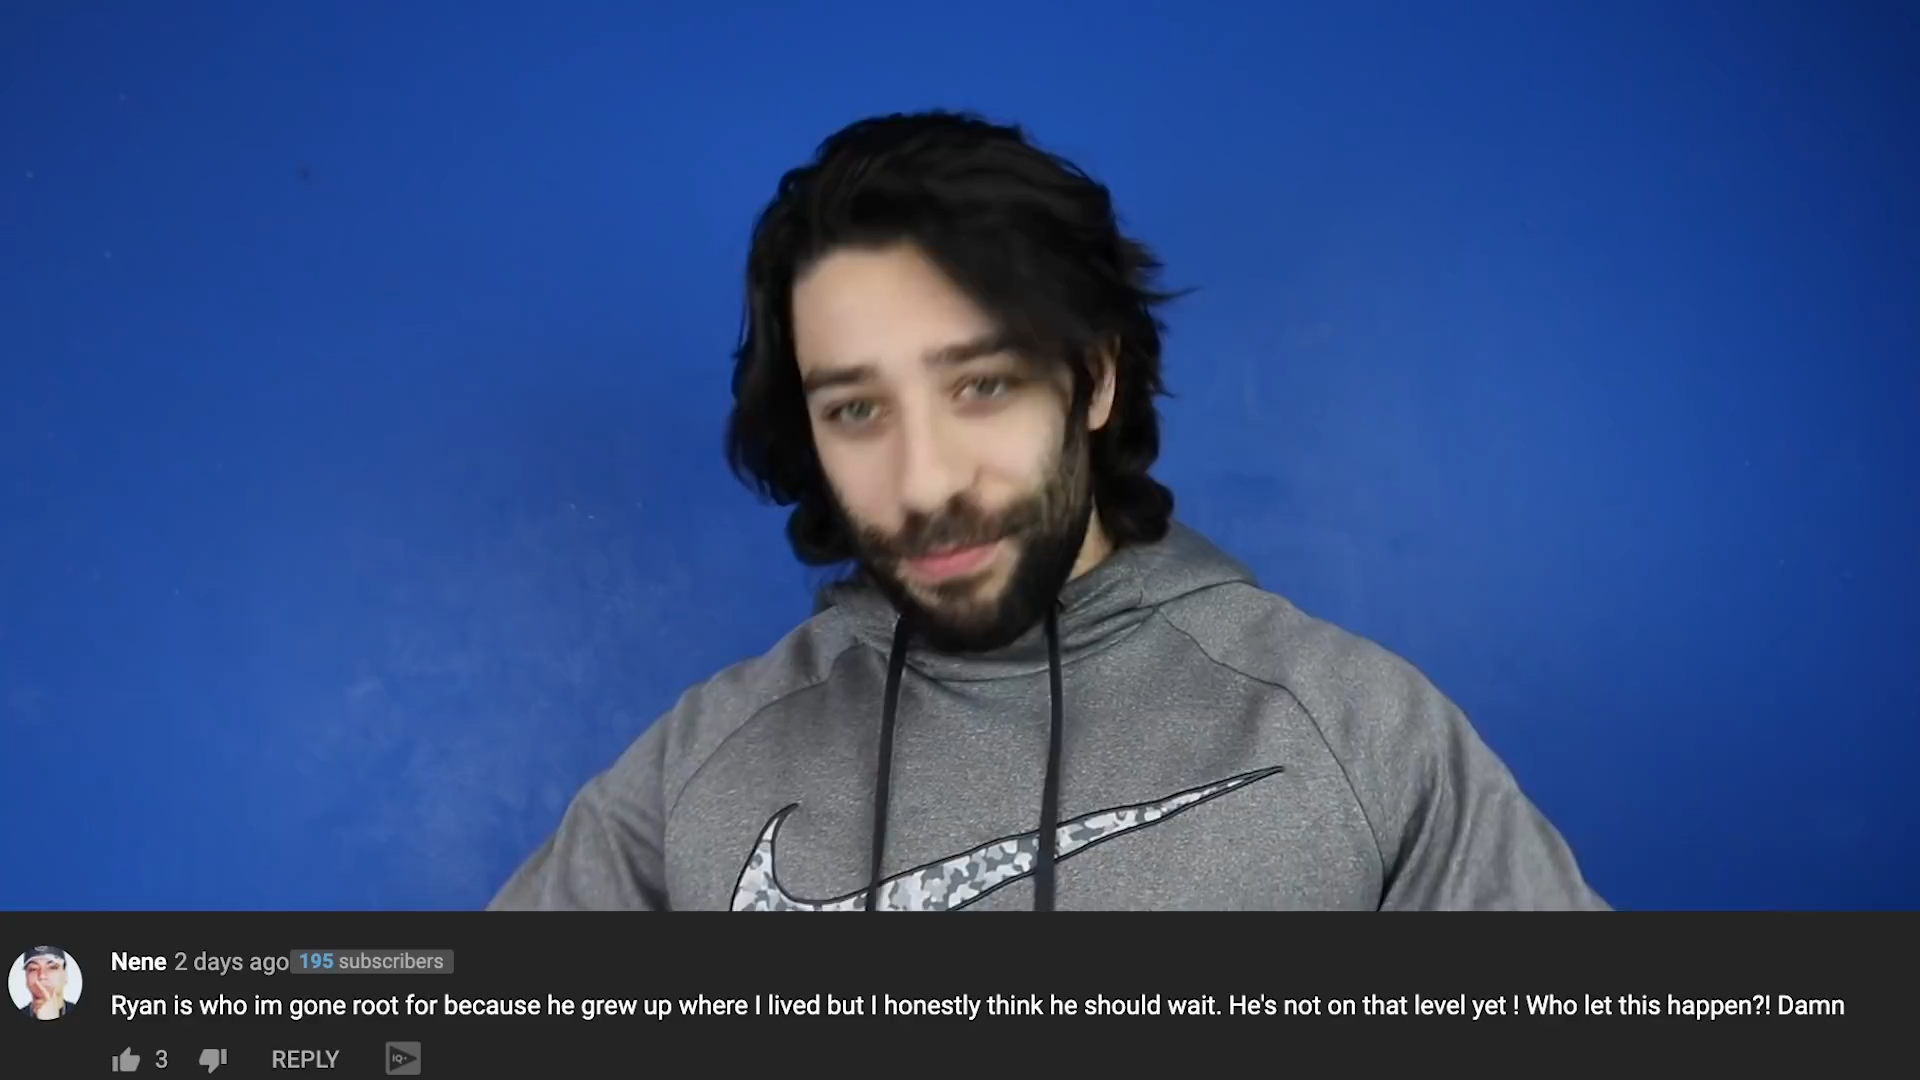 Nene 2 days ago 195 subscribers
Ryan is who im gone root for because he grew up where I lived but I honestly think he should wait. He's not on that level yet ! Who let this happen?! Damn
3 REPLY IQ